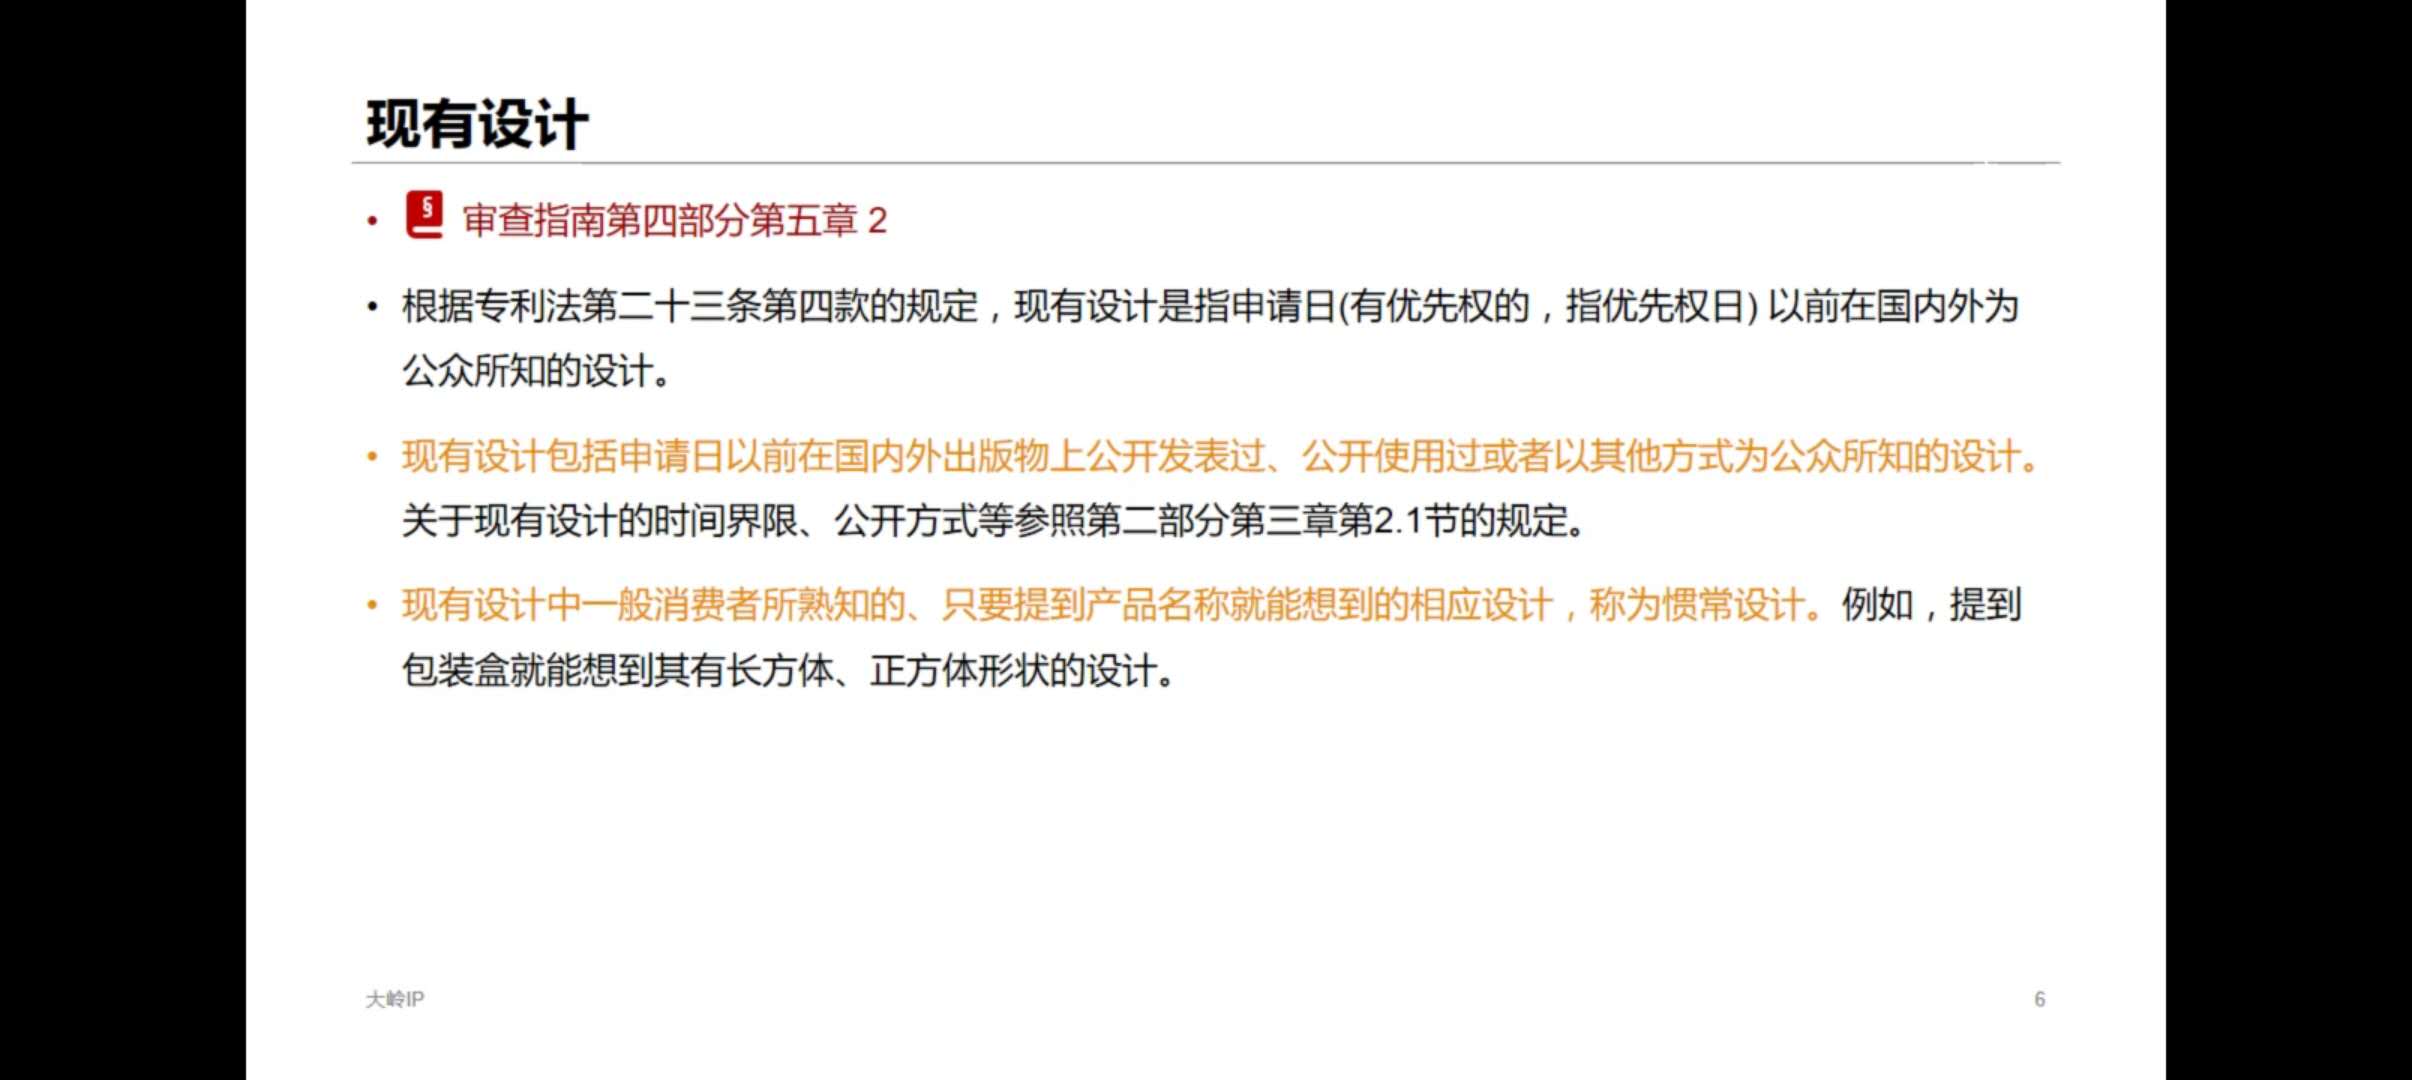 现有设计
• § 审查指南第四部分第五章 2
• 根据专利法第二十三条第四款的规定，现有设计是指申请日(有优先权的，指优先权日) 以前在国内外为
公众所知的设计。
• 现有设计包括申请日以前在国内外出版物上公开发表过、公开使用过或者以其他方式为公众所知的设计。
关于现有设计的时间界限、公开方式等参照第二部分第三章第2.1节的规定。
• 现有设计中一般消费者所熟知的、只要提到产品名称就能想到的相应设计，称为惯常设计。例如，提到
包装盒就能想到其有长方体、正方体形状的设计。
大岭IP
6